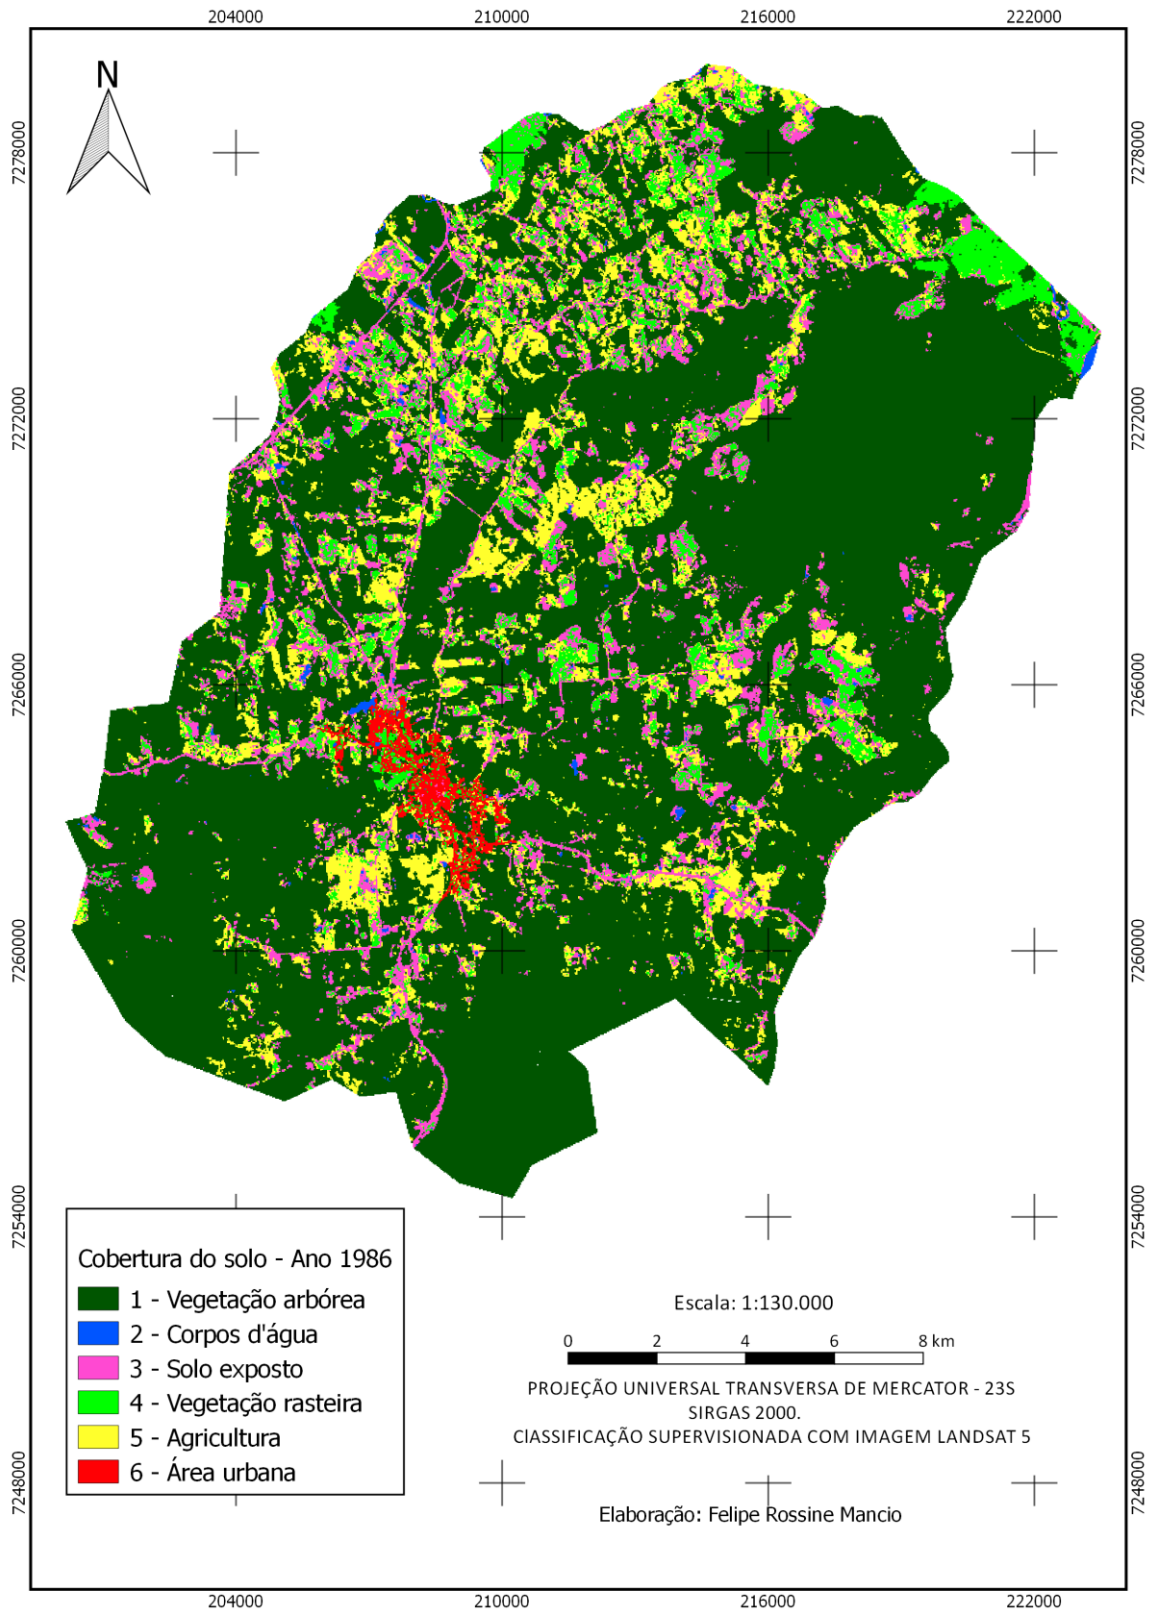 204000
210000
216000
222000
N
7278000
7278000
7272000
7272000
7266000
7266000
7260000
7260000
7254000
7254000
Cobertura do solo - Ano 1986
1 - Vegetação arbórea
2 - Corpos d'água
3 - Solo exposto
4 - Vegetação rasteira
5 - Agricultura
6 - Área urbana
Escala: 1:130.000
0 2 4 6 8 km
PROJEÇÃO UNIVERSAL TRANSVERSA DE MERCATOR - 23S
SIRGAS 2000.
ClASSIFICAÇÃO SUPERVISIONADA COM IMAGEM LANDSAT 5
7248000
7248000
Elaboração: Felipe Rossine Mancio
204000
210000
216000
222000